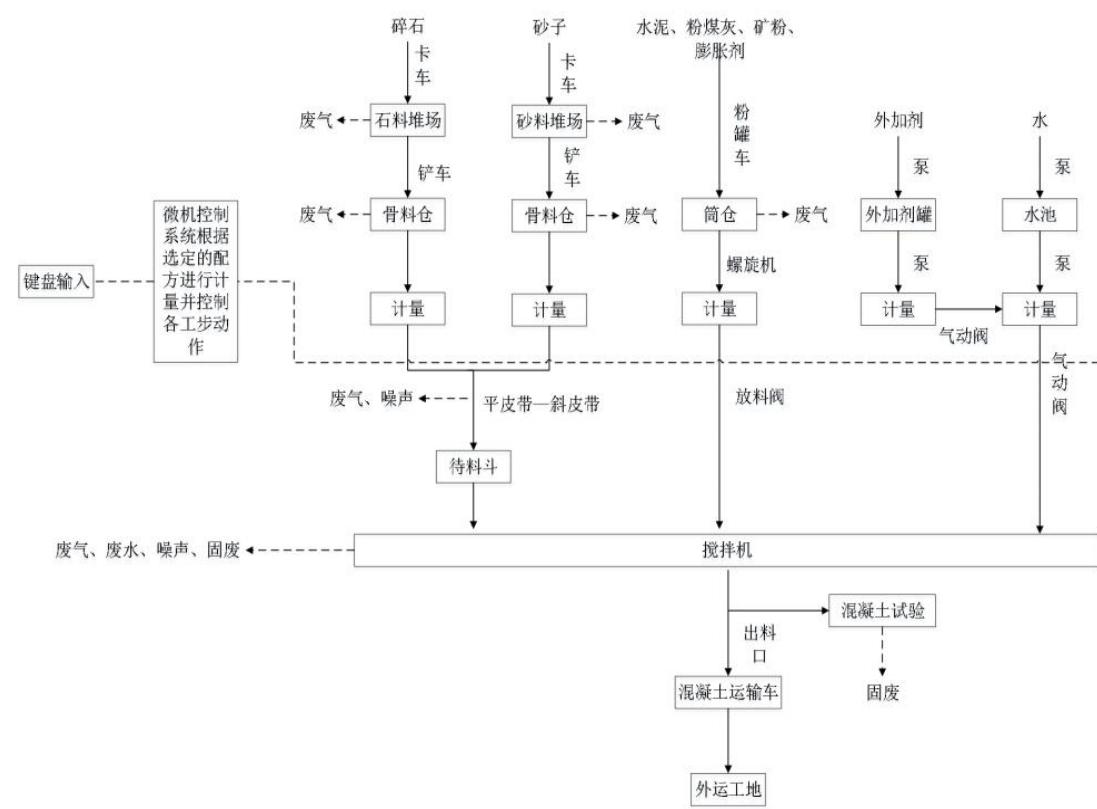 碎石
砂子
水泥、粉煤灰、矿粉、
膨胀剂
卡
车
卡
车
粉
罐
车
废气
石料堆场
砂料堆场
废气
外加剂
水
铲车
铲
车
泵
泵
废气
骨料仓
骨料仓
废气
筒仓
废气
外加剂罐
水池
微机控制
系统根据
选定的配
方进行计
量并控制
各工步动
作
键盘输入
螺旋机
泵
泵
计量
计量
计量
计量
计量
气动阀
气
动
阀
废气、噪声
平皮带—斜皮带
放料阀
待料斗
废气、废水、噪声、固废
搅拌机
混凝土试验
出料
口
混凝土运输车
固废
外运工地